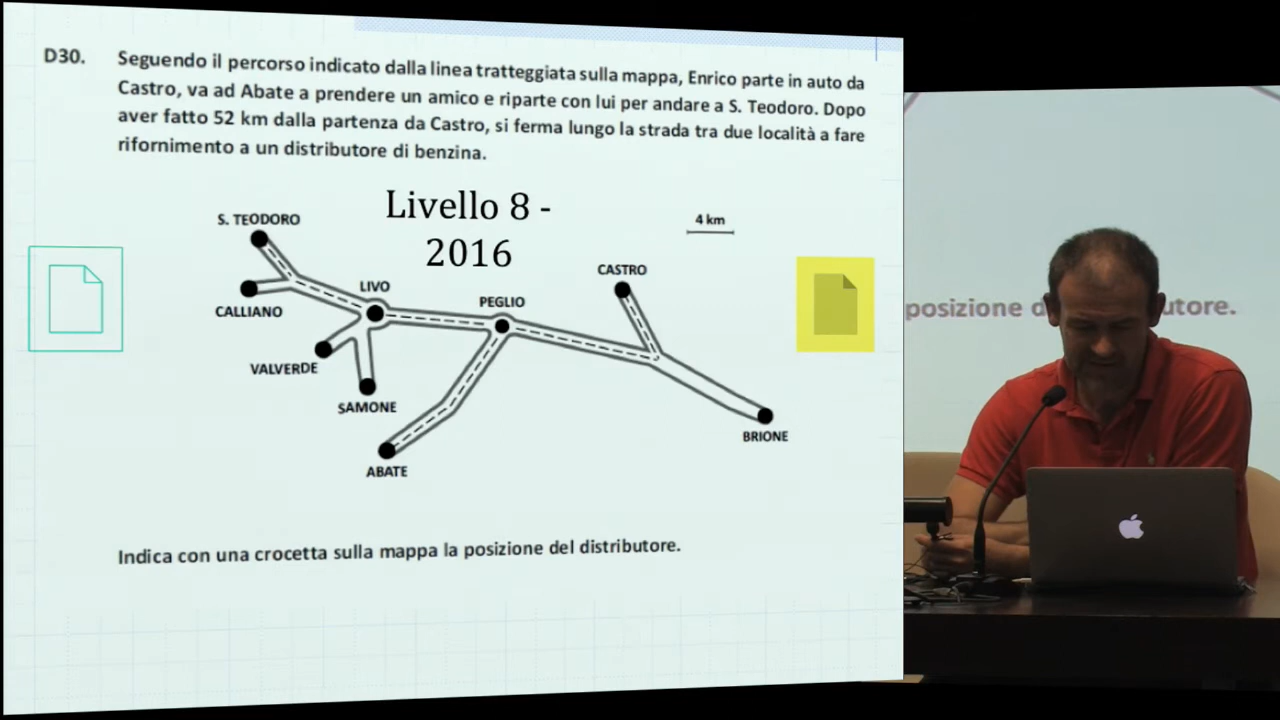 D30. Seguendo il percorso indicato dalla linea tratteggiata sulla mappa, Enrico parte in auto da
Castro, va ad Abate a prendere un amico e riparte con lui per andare a S. Teodoro. Dopo
aver fatto 52 km dalla partenza da Castro, si ferma lungo la strada tra due località a fare
rifornimento a un distributore di benzina.
Livello 8 -
2016
4 km
S. TEODORO
CASTRO
LIVO
PEGLIO
CALLIANO
VALVERDE
SAMONE
BRIONE
ABATE
Indica con una crocetta sulla mappa la posizione del distributore.
posizione utore.